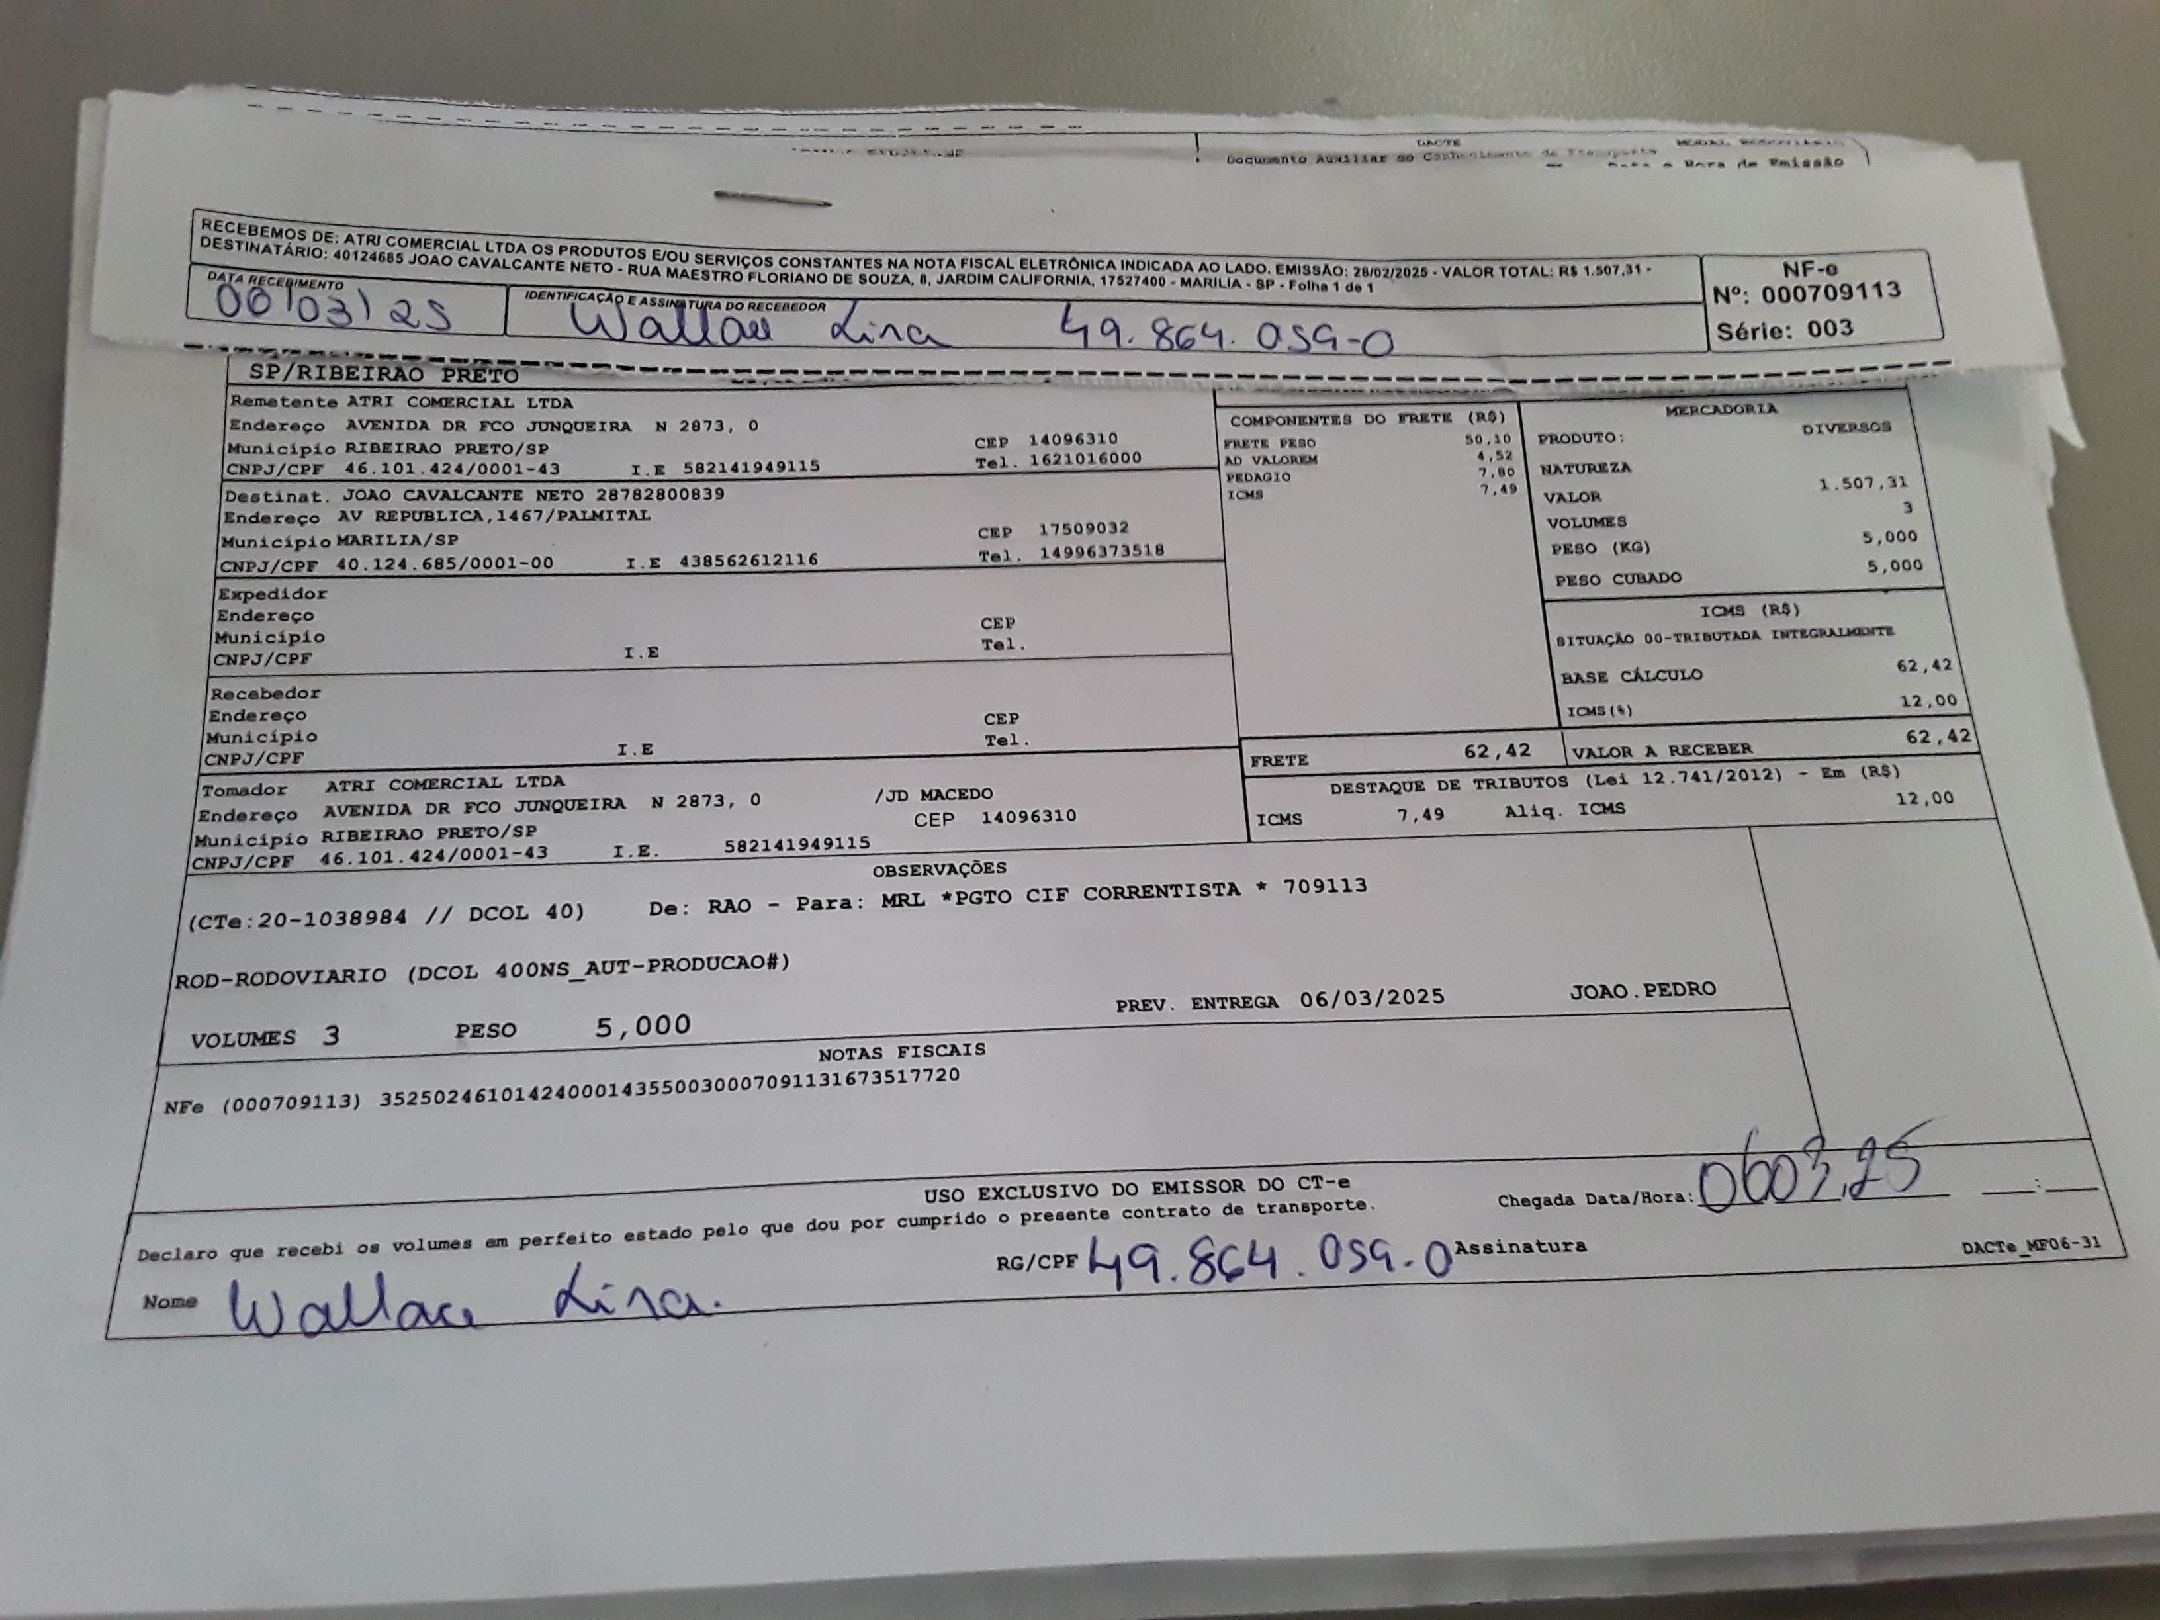 DACTE
Documento Auxiliar do Conhecimento de Transporte
Data e Hora de Emissão
RECEBEMOS DE: ATRI COMERCIAL LTDA OS PRODUTOS E/OU SERVIÇOS CONSTANTES NA NOTA FISCAL ELETRÔNICA INDICADA AO LADO. EMISSÃO: 28/02/2025 - VALOR TOTAL: R$ 1.507,31 -
DESTINATÁRIO: 40124685 JOAO CAVALCANTE NETO - RUA MAESTRO FLORIANO DE SOUZA, 8, JARDIM CALIFORNIA, 17527400 - MARILIA - SP - Folha 1 de 1
NF-e
Nº: 000709113
Série: 003
DATA RECEBIMENTO
06/03/25
IDENTIFICAÇÃO E ASSINATURA DO RECEBEDOR
Wallace Lima 49.864.059-0
SP/RIBEIRAO PRETO
Remetente ATRI COMERCIAL LTDA
Endereço AVENIDA DR FCO JUNQUEIRA N 2873, 0
Município RIBEIRAO PRETO/SP CEP 14096310
CNPJ/CPF 46.101.424/0001-43 I.E 582141949115 Tel. 1621016000
Destinat. JOAO CAVALCANTE NETO 28782800839
Endereço AV REPUBLICA,1467/PALMITAL
Município MARILIA/SP CEP 17509032
CNPJ/CPF 40.124.685/0001-00 I.E 438562612116 Tel. 14996373518
Expedidor
Endereço
Município CEP
CNPJ/CPF I.E Tel.
Recebedor
Endereço
Município CEP
CNPJ/CPF I.E Tel.
Tomador ATRI COMERCIAL LTDA
Endereço AVENIDA DR FCO JUNQUEIRA N 2873, 0 /JD MACEDO
Município RIBEIRAO PRETO/SP CEP 14096310
CNPJ/CPF 46.101.424/0001-43 I.E. 582141949115
COMPONENTES DO FRETE (R$)
FRETE PESO 50,10
AD VALOREM 4,52
PEDAGIO 7,80
ICMS 7,49
MERCADORIA
PRODUTO: DIVERSOS
NATUREZA
VALOR 1.507,31
VOLUMES 3
PESO (KG) 5,000
PESO CUBADO 5,000
ICMS (R$)
SITUAÇÃO 00-TRIBUTADA INTEGRALMENTE
BASE CÁLCULO 62,42
ICMS(%) 12,00
FRETE 62,42 VALOR A RECEBER 62,42
DESTAQUE DE TRIBUTOS (Lei 12.741/2012) - Em (R$)
ICMS 7,49 Aliq. ICMS 12,00
OBSERVAÇÕES
(CTe:20-1038984 // DCOL 40) De: RAO - Para: MRL *PGTO CIF CORRENTISTA * 709113
ROD-RODOVIARIO (DCOL 400NS_AUT-PRODUCAO#)
VOLUMES 3 PESO 5,000 PREV. ENTREGA 06/03/2025 JOAO.PEDRO
NOTAS FISCAIS
NFe (000709113) 35250246101424000143550030007091131673517720
USO EXCLUSIVO DO EMISSOR DO CT-e
Declaro que recebi os volumes em perfeito estado pelo que dou por cumprido o presente contrato de transporte. Chegada Data/Hora: 0603,25 ___:___
Nome Wallace Lima. RG/CPF 49.864.059-0 Assinatura DACTe_MF06-31